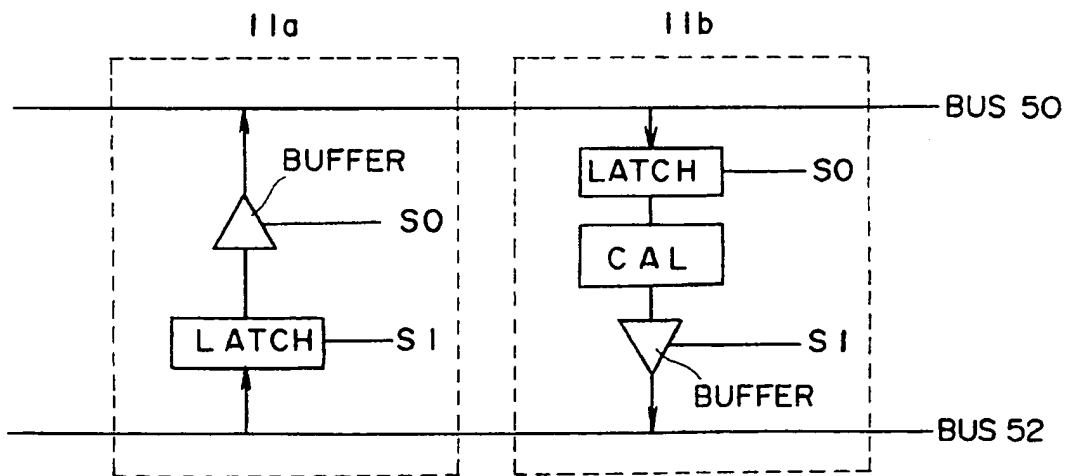 11a
11b
BUS 50
BUFFER
LATCH
S0
S0
CAL
LATCH
S1
S1
BUFFER
BUS 52